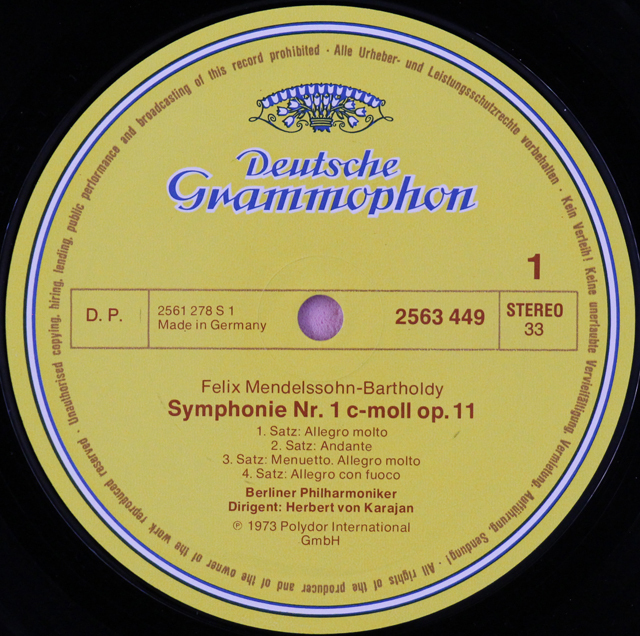 Deutsche
Grammophon
1
D. P.
2561 278 S 1
Made in Germany
2563 449
STEREO
33
Felix Mendelssohn-Bartholdy
Symphonie Nr. 1 c-moll op. 11
1. Satz: Allegro molto
2. Satz: Andante
3. Satz: Menuetto. Allegro molto
4. Satz: Allegro con fuoco
Berliner Philharmoniker
Dirigent: Herbert von Karajan
℗ 1973 Polydor International
GmbH
Alle Urheber- und Leistungsschutzrechte vorbehalten · Kein Verleih! Keine unerlaubte Vervielfältigung, Vermietung, Aufführung, Sendung! · All rights of the producer and of the owner of the work reproduced reserved · Unauthorised copying, hiring, lending, public performance and broadcasting of this record prohibited ·